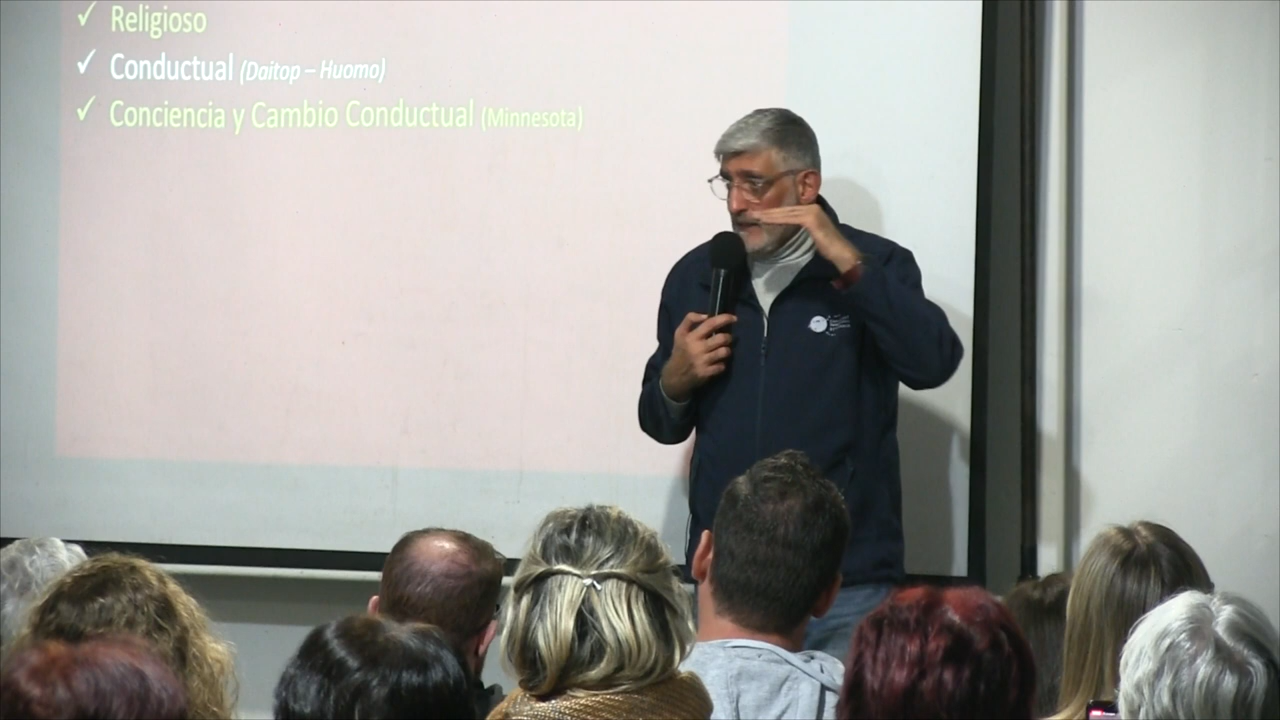 ✓ Religioso
✓ Conductual (Daitop – Huomo)
✓ Conciencia y Cambio Conductual (Minnesota)